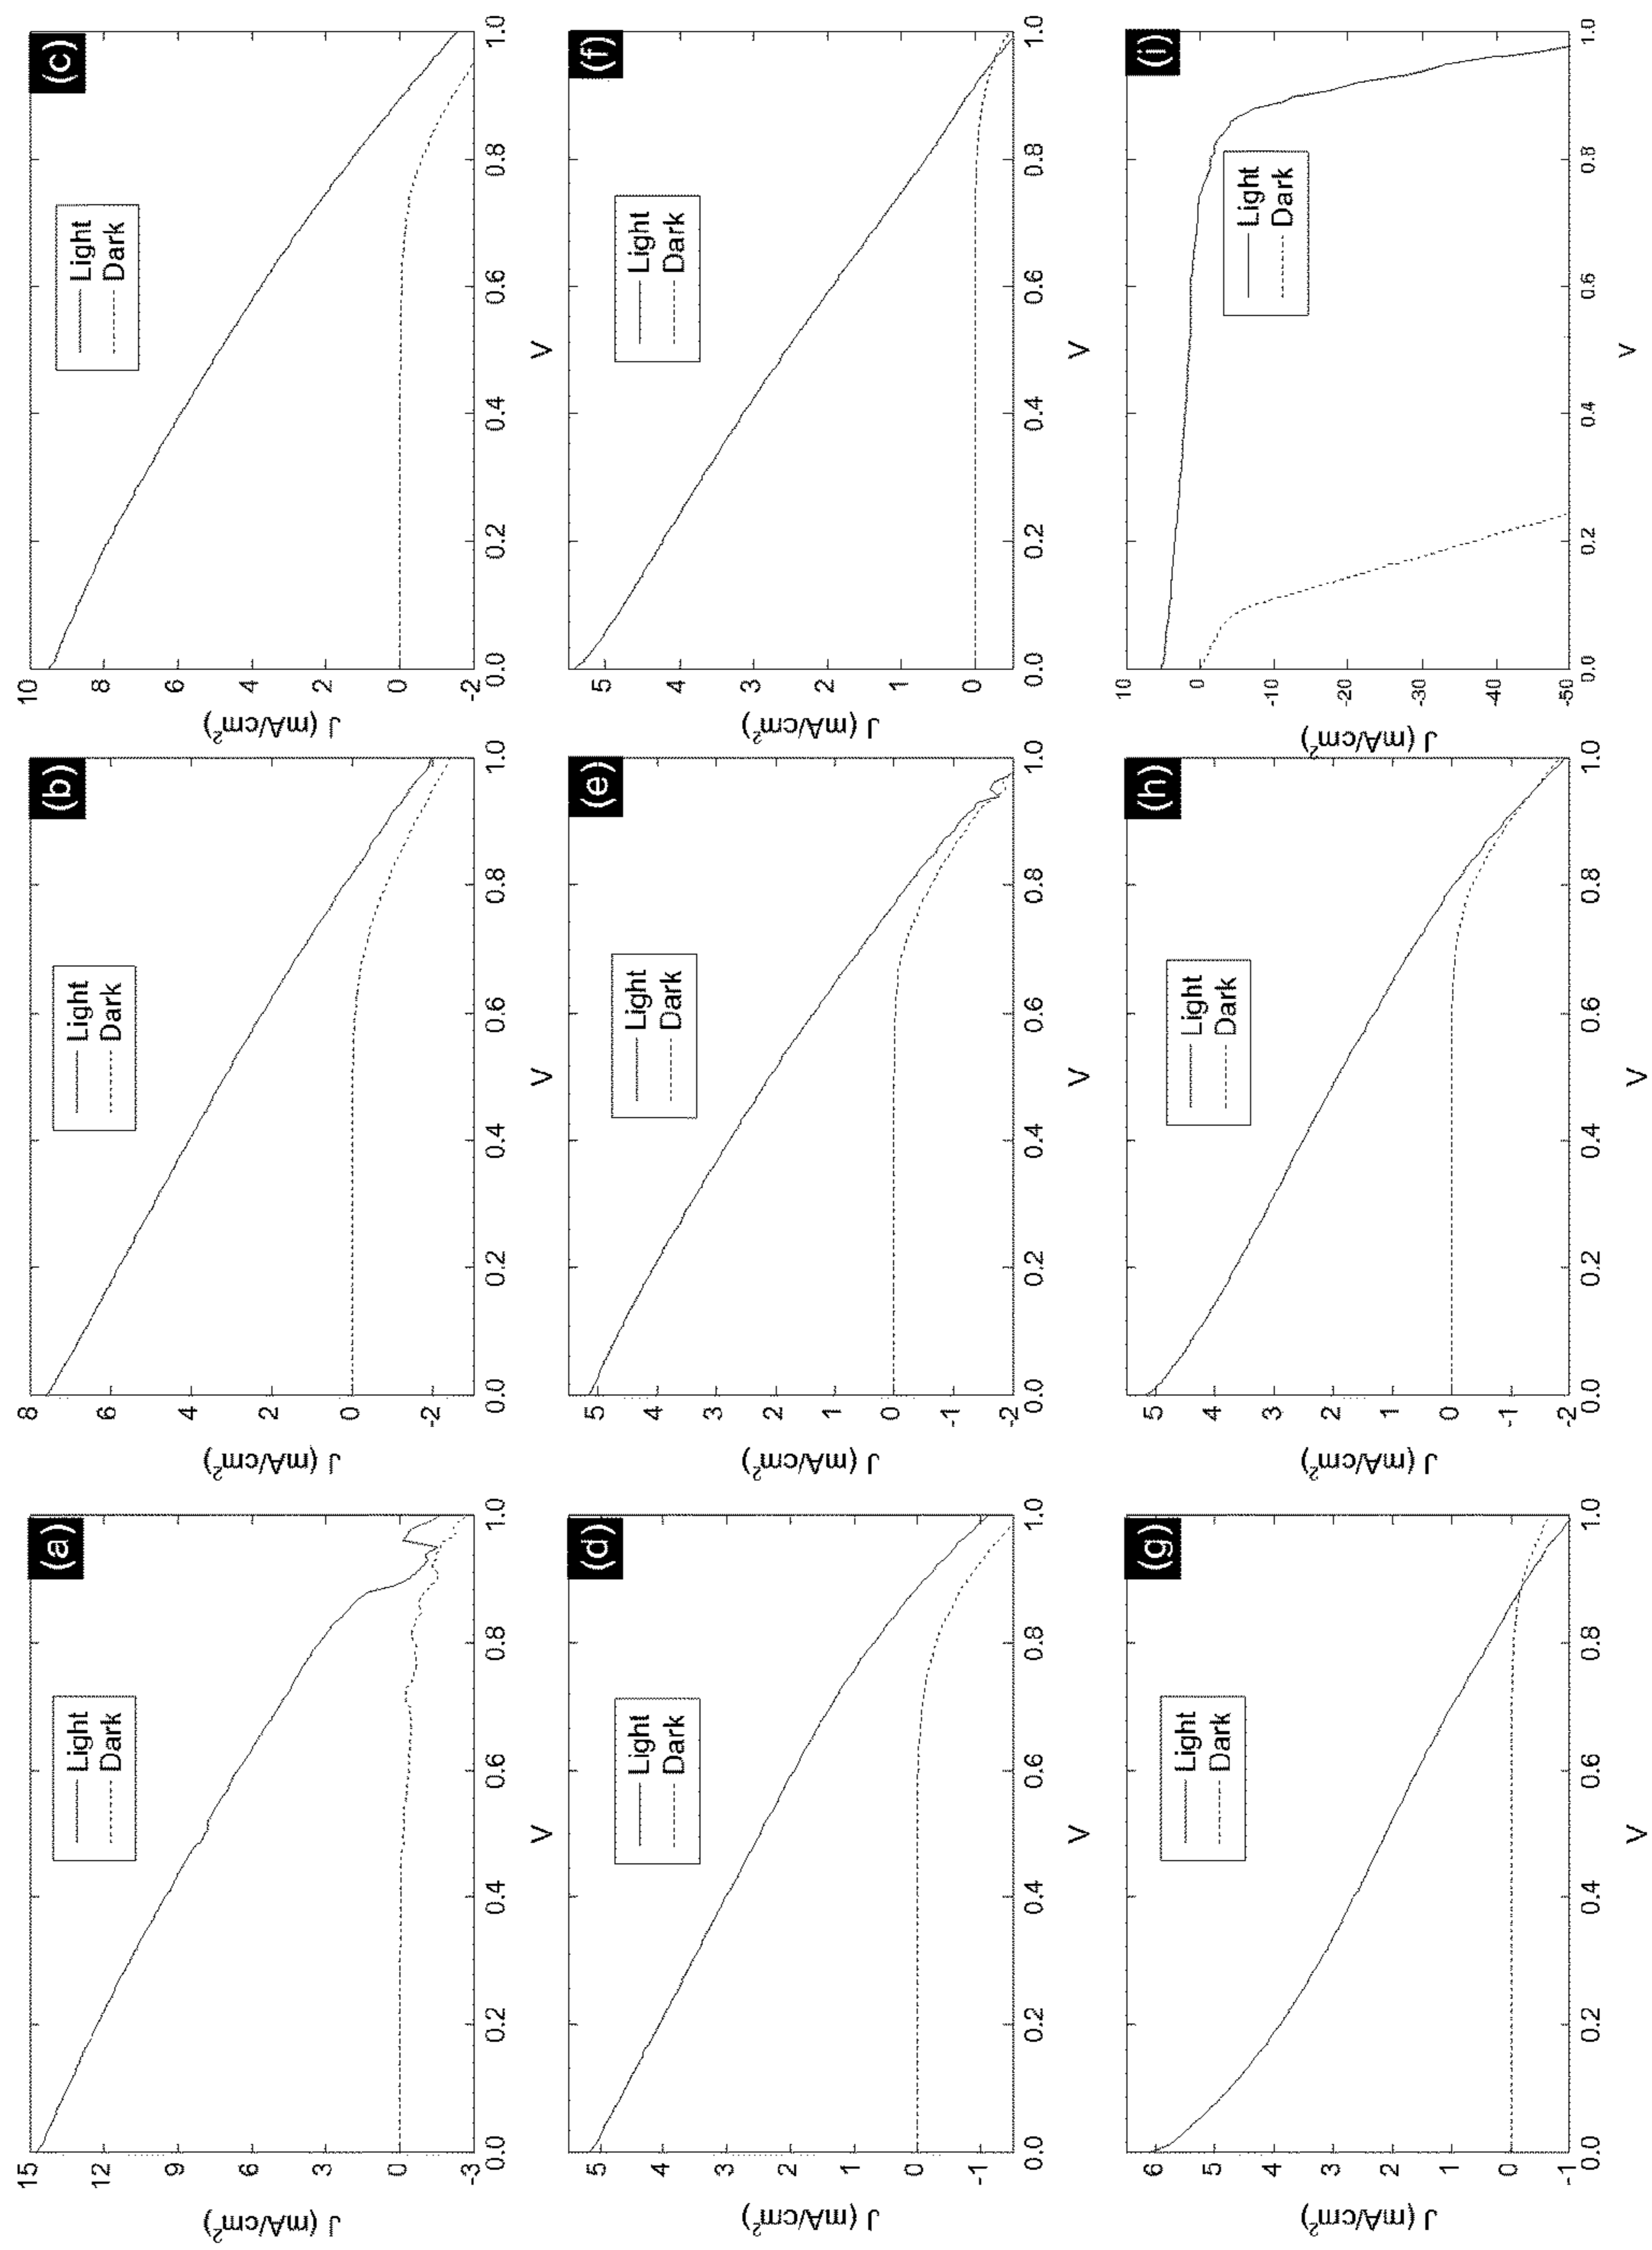 (a)
J (mA/cm²)
15
12
9
6
3
0
-3
Light
Dark
0.0 0.2 0.4 0.6 0.8 1.0
V
(b)
J (mA/cm²)
8
6
4
2
0
-2
Light
Dark
0.0 0.2 0.4 0.6 0.8 1.0
V
(c)
J (mA/cm²)
10
8
6
4
2
0
-2
Light
Dark
0.0 0.2 0.4 0.6 0.8 1.0
V
(d)
J (mA/cm²)
5
4
3
2
1
0
-1
Light
Dark
0.0 0.2 0.4 0.6 0.8 1.0
V
(e)
J (mA/cm²)
5
4
3
2
1
0
-1
-2
Light
Dark
0.0 0.2 0.4 0.6 0.8 1.0
V
(f)
J (mA/cm²)
5
4
3
2
1
0
Light
Dark
0.0 0.2 0.4 0.6 0.8 1.0
V
(g)
J (mA/cm²)
6
5
4
3
2
1
0
-1
Light
Dark
0.0 0.2 0.4 0.6 0.8 1.0
V
(h)
J (mA/cm²)
5
4
3
2
1
0
-1
-2
Light
Dark
0.0 0.2 0.4 0.6 0.8 1.0
V
(i)
J (mA/cm²)
10
0
-10
-20
-30
-40
-50
Light
Dark
0.0 0.2 0.4 0.6 0.8 1.0
V